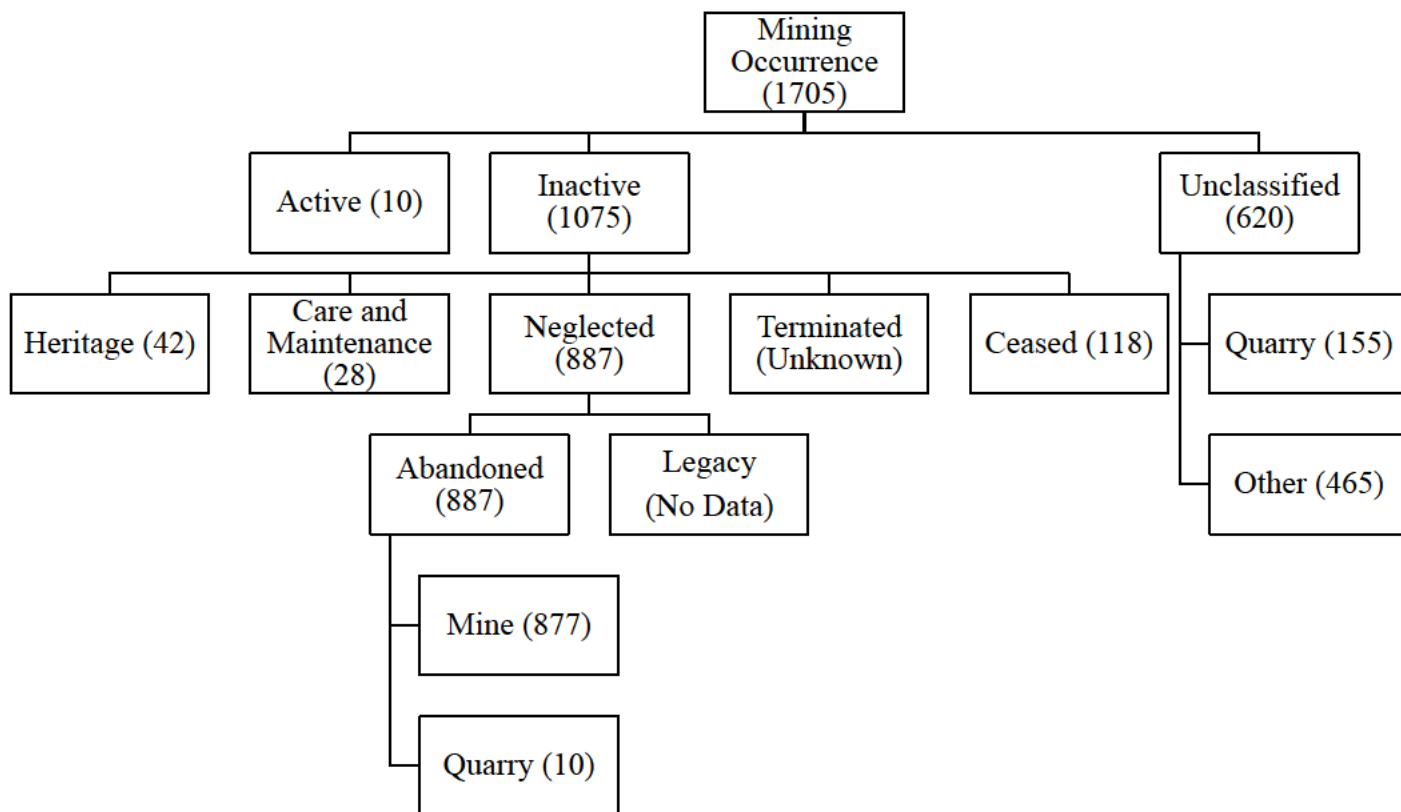 Mining
Occurrence
(1705)
Active (10)
Inactive
(1075)
Unclassified
(620)
Heritage (42)
Care and
Maintenance
(28)
Neglected
(887)
Terminated
(Unknown)
Ceased (118)
Quarry (155)
Abandoned
(887)
Legacy
(No Data)
Other (465)
Mine (877)
Quarry (10)